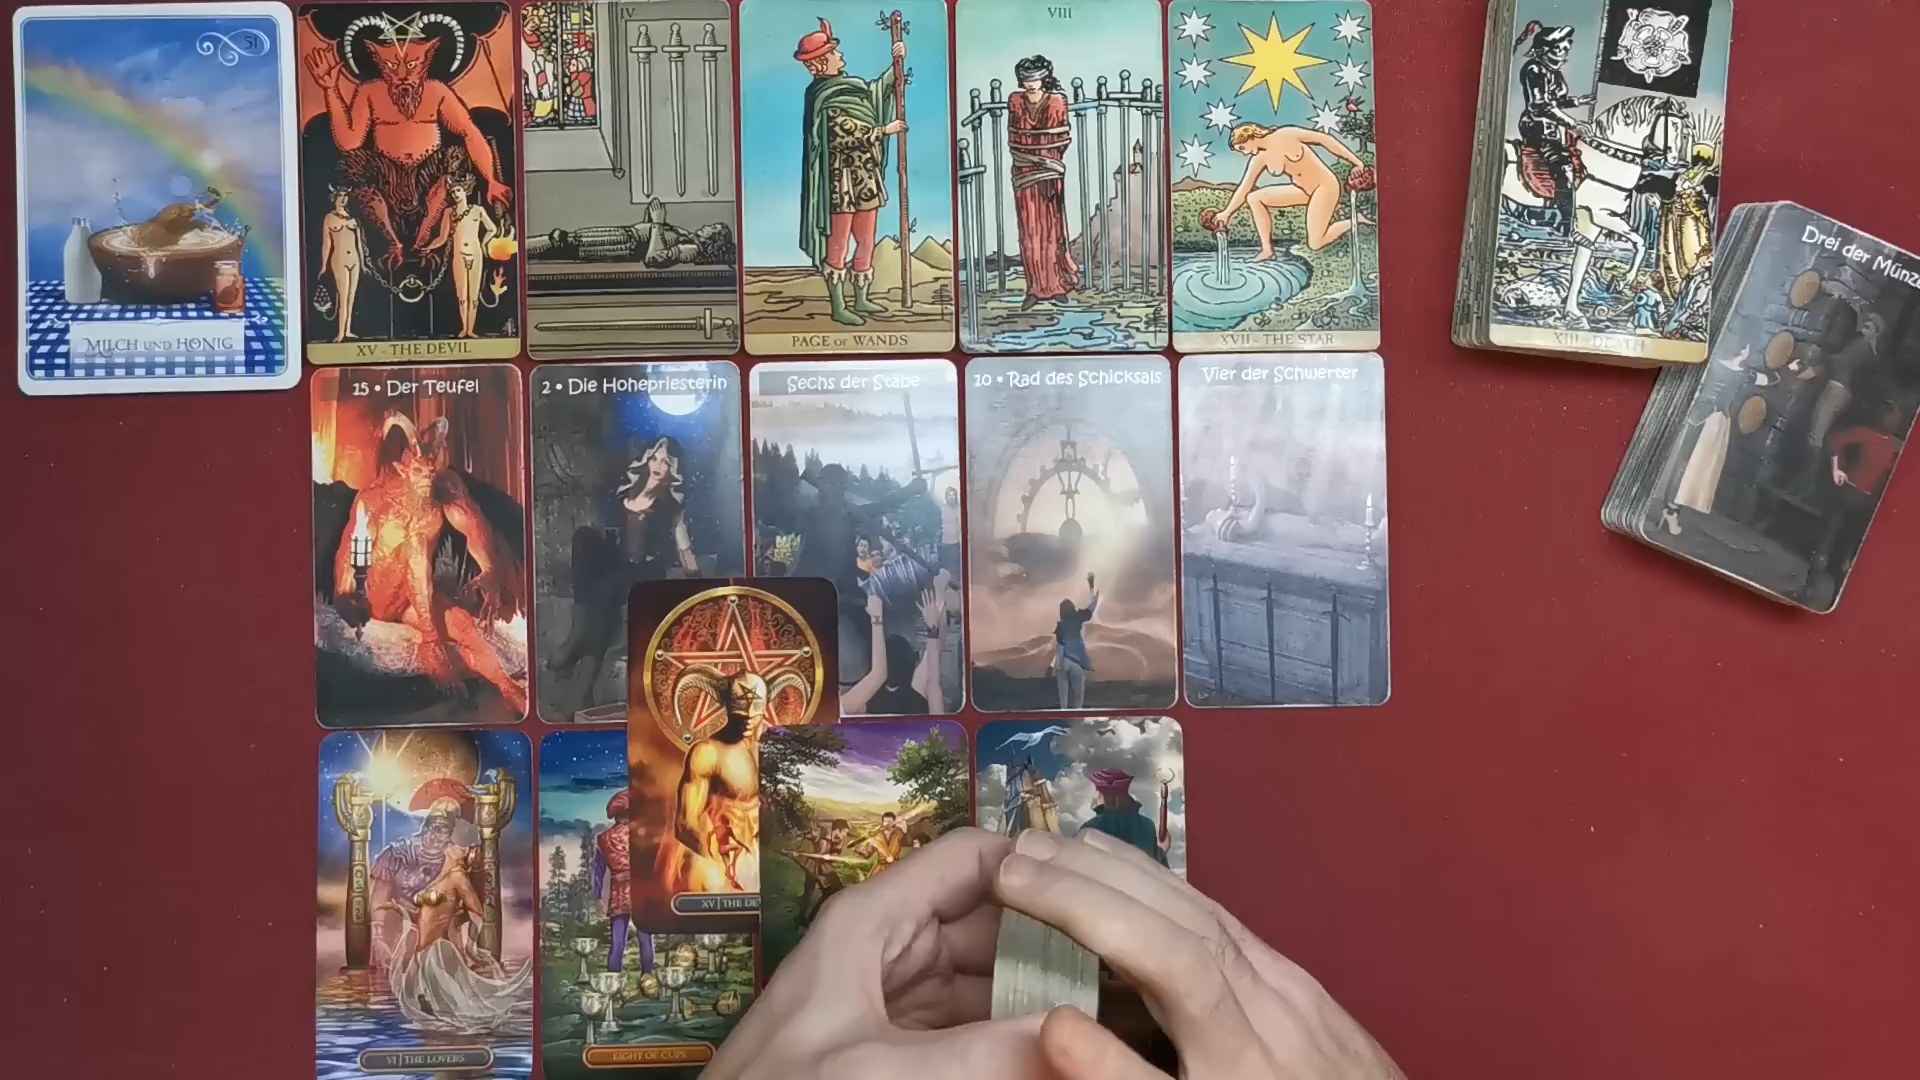 51
MILCH UND HONIG
XV - THE DEVIL
IV
PAGE OF WANDS
VIII
XVII - THE STAR
XIII - DEATH
Drei der
15 • Der Teufel
2 • Die Hohepriesterin
Sechs der Stäbe
10 • Rad des Schicksals
Vier der Schwerter
XV | THE
VI | THE LOVERS
EIGHT OF CUPS